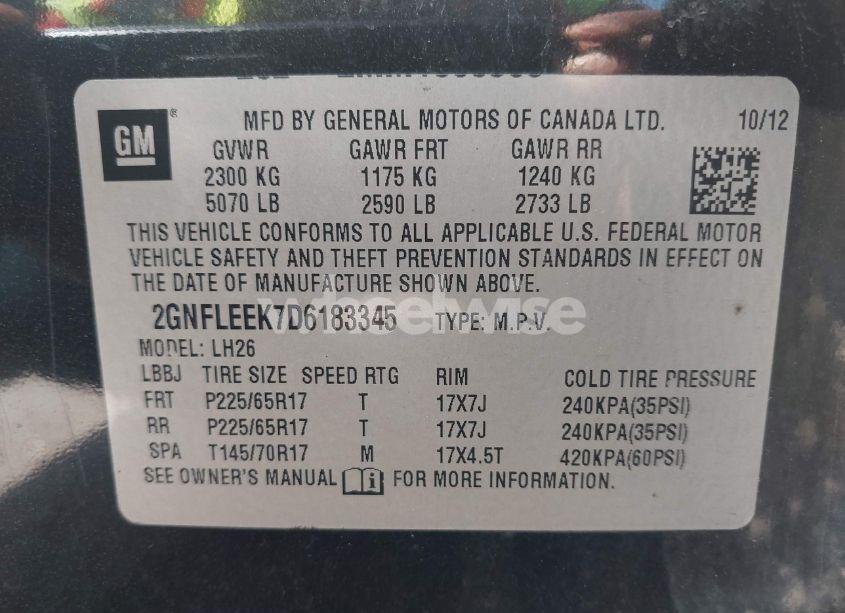 GM ®
MFD BY GENERAL MOTORS OF CANADA LTD. 10/12
GVWR GAWR FRT GAWR RR
2300 KG 1175 KG 1240 KG
5070 LB 2590 LB 2733 LB
THIS VEHICLE CONFORMS TO ALL APPLICABLE U.S. FEDERAL MOTOR
VEHICLE SAFETY AND THEFT PREVENTION STANDARDS IN EFFECT ON
THE DATE OF MANUFACTURE SHOWN ABOVE.
wheelwise
2GNFLEEK7D6183345 TYPE: M.P.V.
MODEL: LH26
LBBJ TIRE SIZE SPEED RTG RIM COLD TIRE PRESSURE
FRT P225/65R17 T 17X7J 240KPA(35PSI)
RR P225/65R17 T 17X7J 240KPA(35PSI)
SPA T145/70R17 M 17X4.5T 420KPA(60PSI)
SEE OWNER'S MANUAL i FOR MORE INFORMATION.